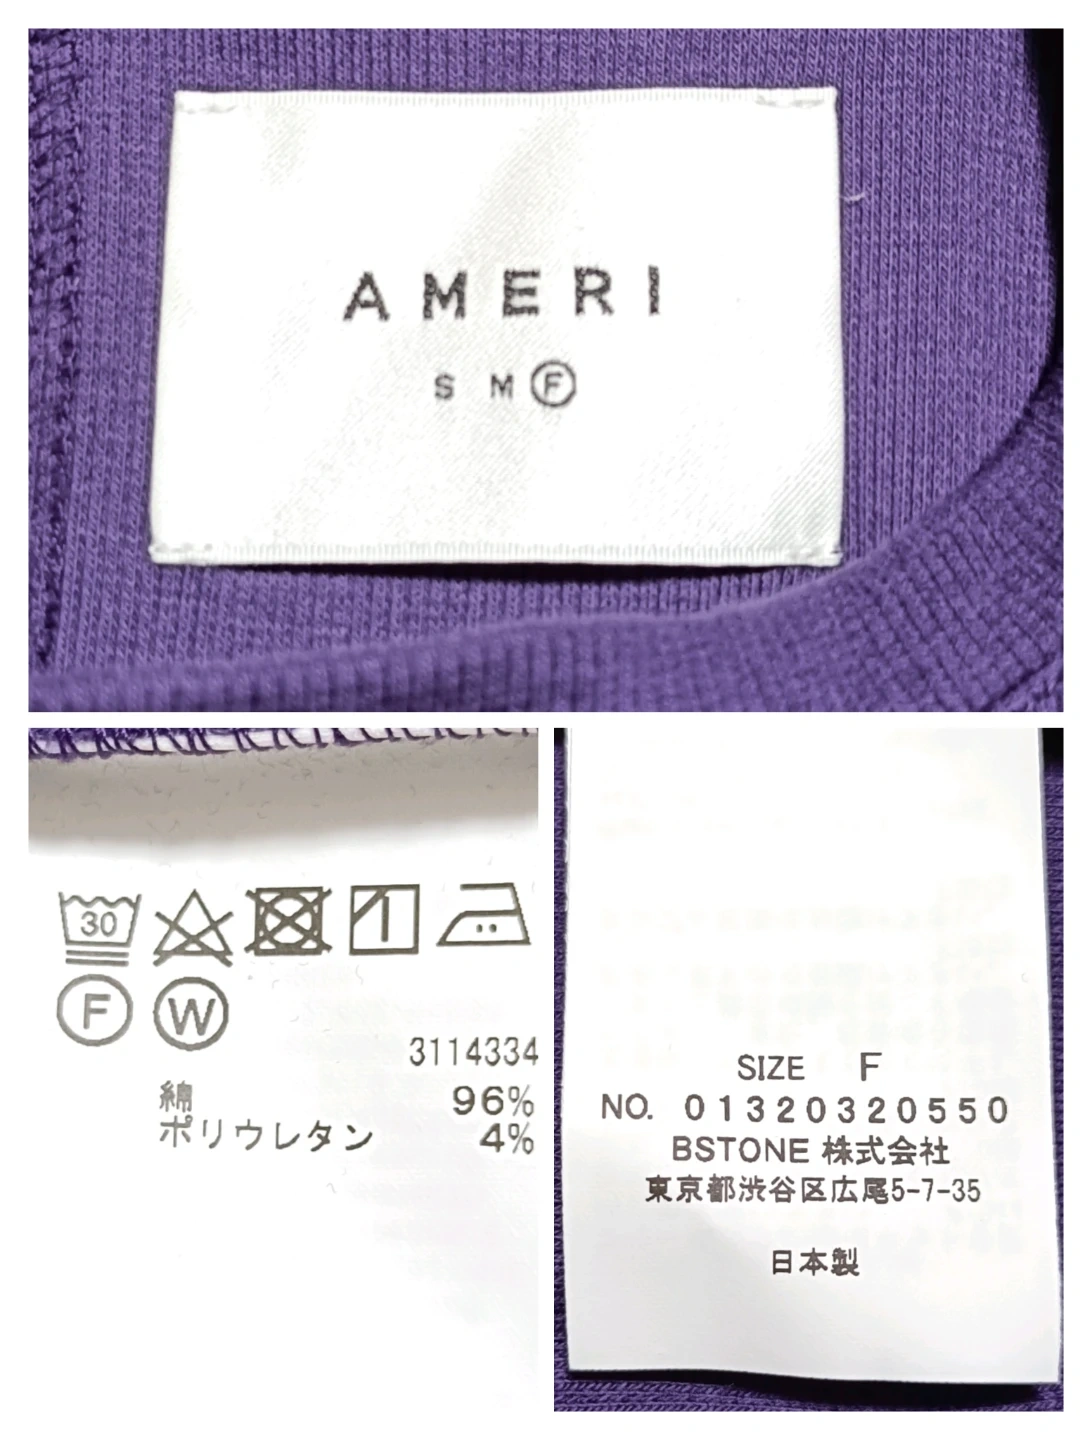 AMERI
S M F
30
F W
3114334
綿 96%
ポリウレタン 4%
SIZE F
NO. 01320320550
BSTONE 株式会社
東京都渋谷区広尾5-7-35
日本製